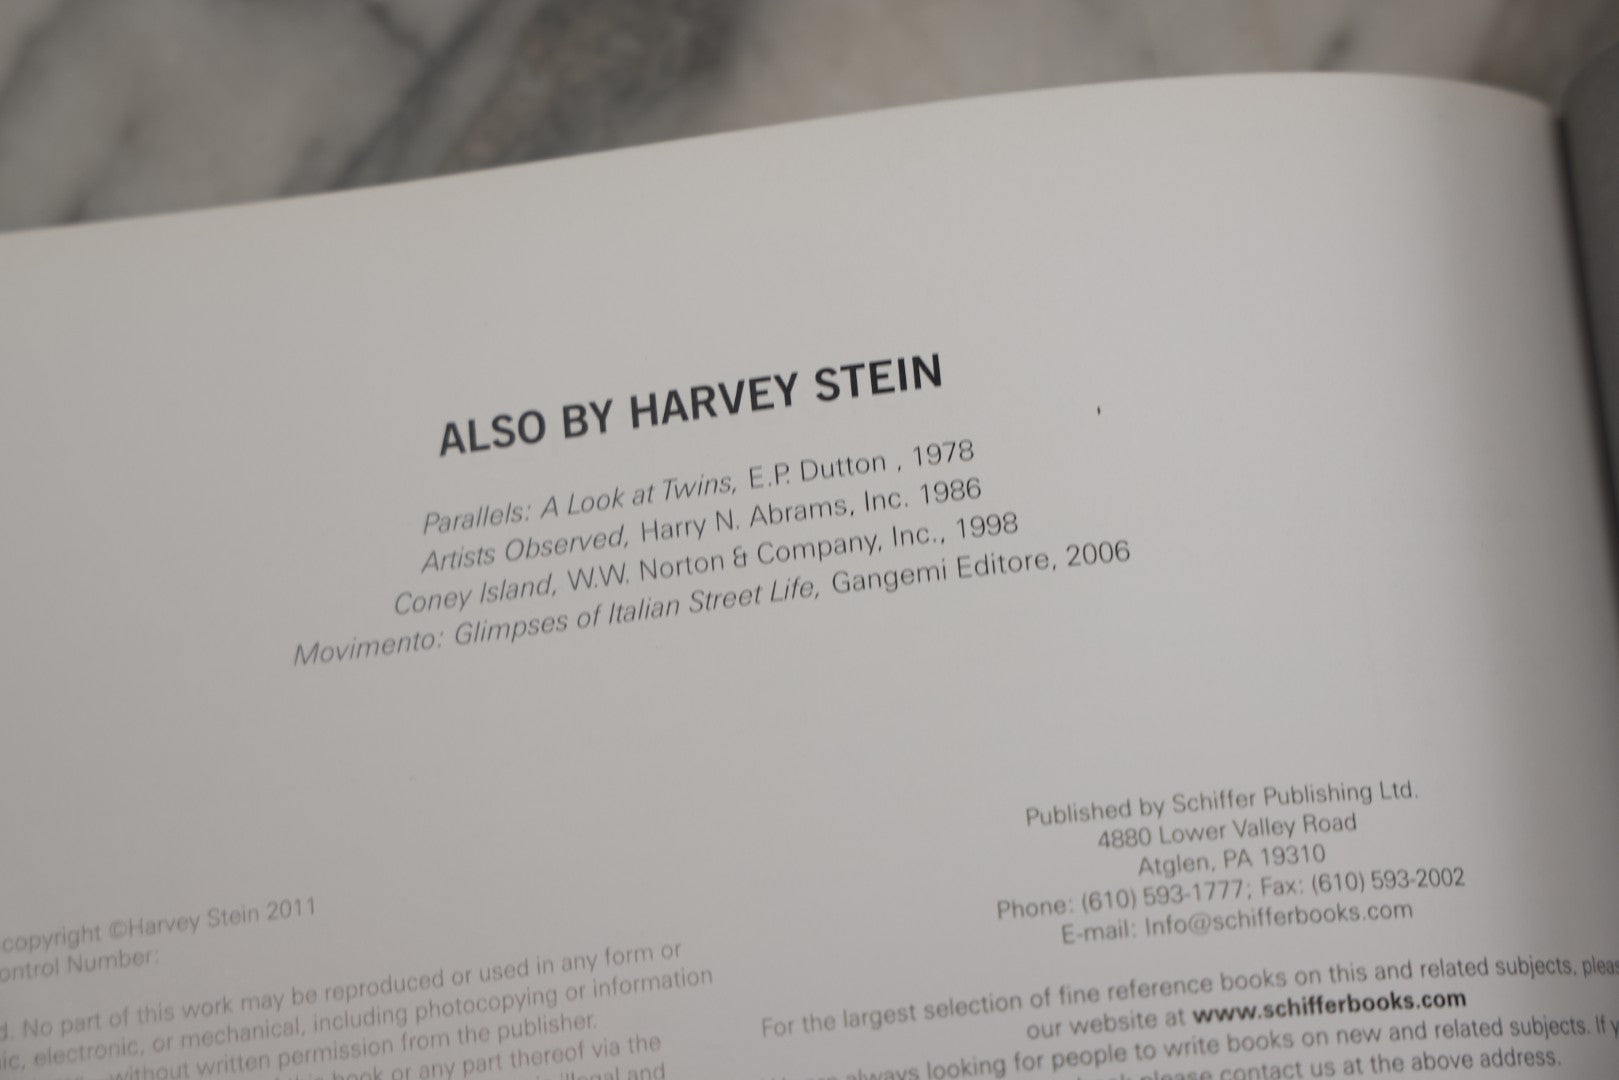 ALSO BY HARVEY STEIN
Parallels: A Look at Twins, E.P. Dutton , 1978
Artists Observed, Harry N. Abrams, Inc. 1986
Coney Island, W.W. Norton & Company, Inc., 1998
Movimento: Glimpses of Italian Street Life, Gangemi Editore, 2006
copyright ©Harvey Stein 2011
ontrol Number:
d. No part of this work may be reproduced or used in any form or
ic, electronic, or mechanical, including photocopying or information
without written permission from the publisher.
book or any part thereof via the
and
Published by Schiffer Publishing Ltd.
4880 Lower Valley Road
Atglen, PA 19310
Phone: (610) 593-1777; Fax: (610) 593-2002
E-mail: Info@schifferbooks.com
For the largest selection of fine reference books on this and related subjects, pleas
our website at www.schifferbooks.com
always looking for people to write books on new and related subjects. If y
please contact us at the above address.